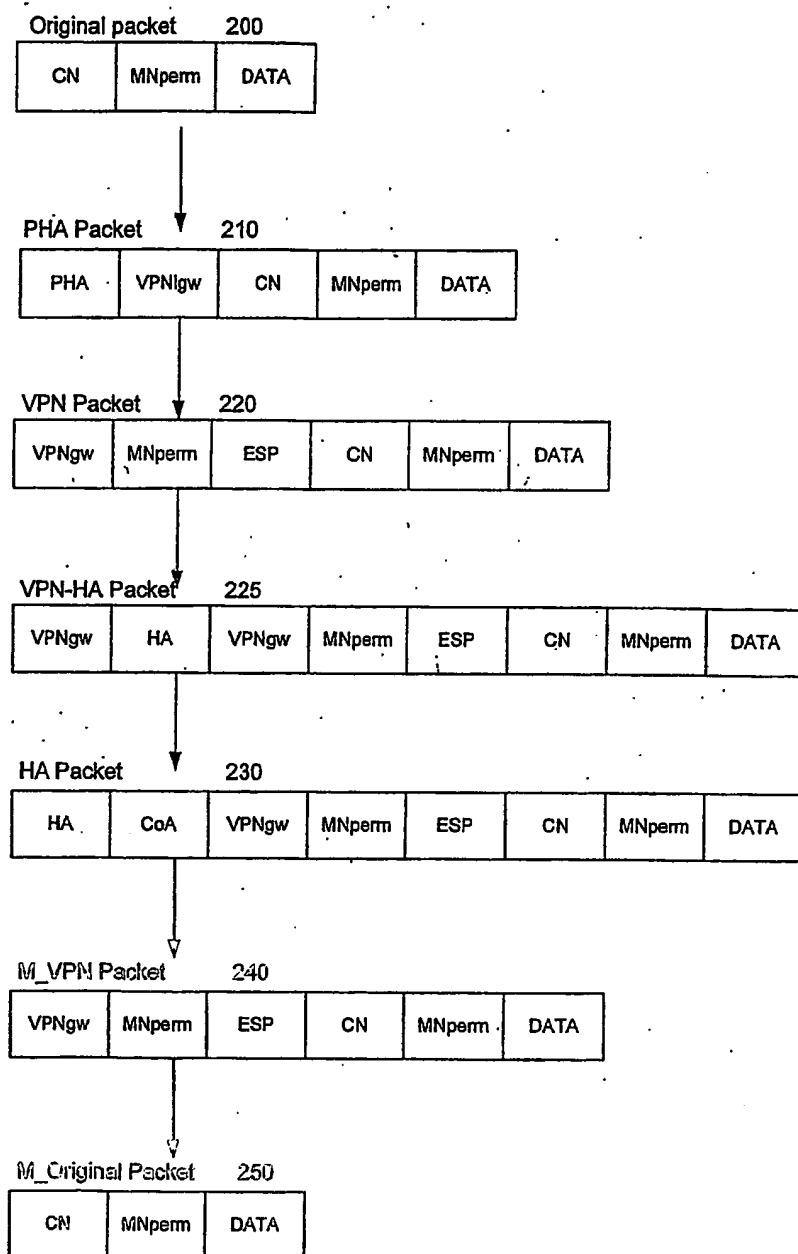 Original packet 200
CN MNperm DATA
PHA Packet 210
PHA VPNigw CN MNperm DATA
VPN Packet 220
VPNgw MNperm ESP CN MNperm DATA
VPN-HA Packet 225
VPNgw HA VPNgw MNperm ESP CN MNperm DATA
HA Packet 230
HA CoA VPNgw MNperm ESP CN MNperm DATA
M_VPN Packet 240
VPNgw MNperm ESP CN MNperm DATA
M_Original Packet 250
CN MNperm DATA